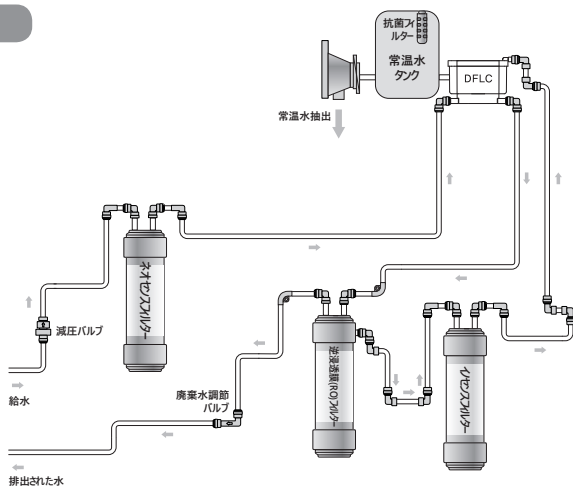 抗菌フィ
ルター
常温水
タンク
DFLC
常温水抽出
ネオセンスフィルター
減圧バルブ
給水
廃棄水調節
バルブ
逆浸透膜(RO)フィルター
イノセンスフィルター
排出された水